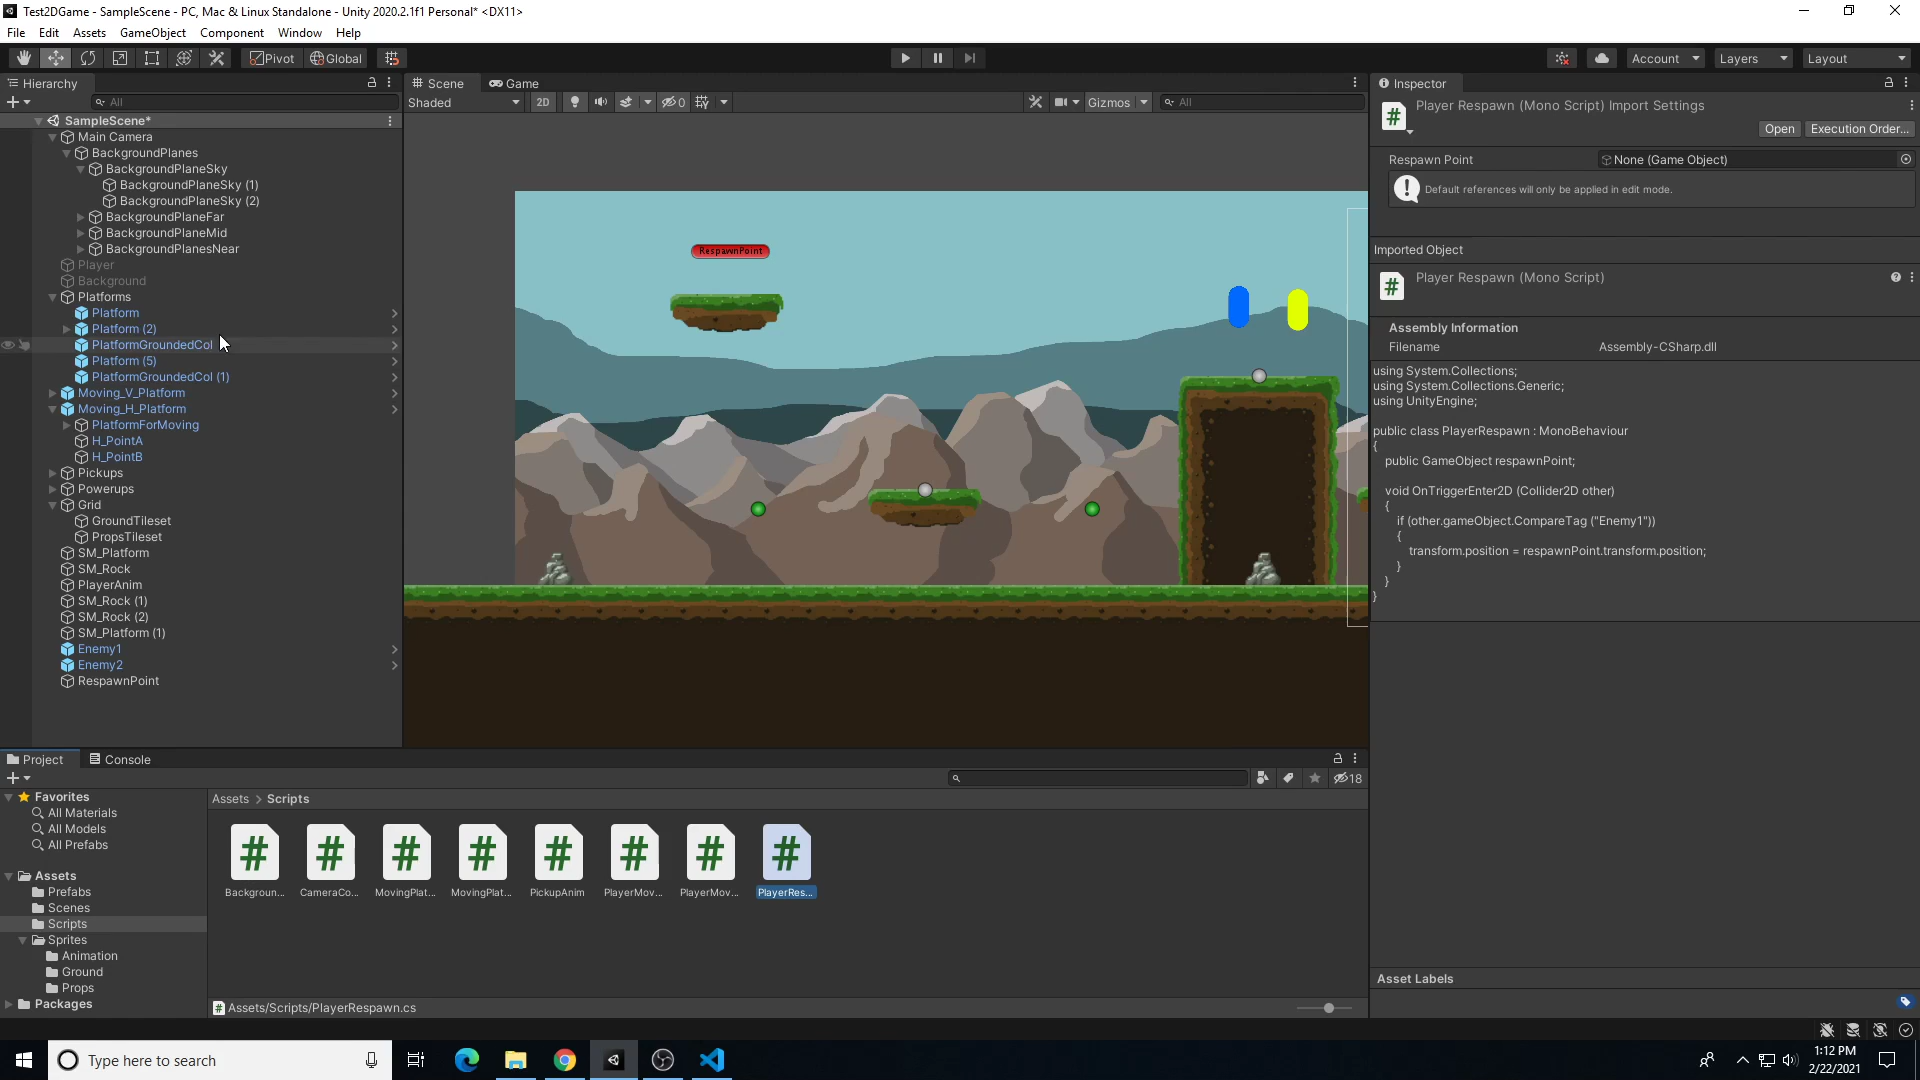 Test2DGame - SampleScene - PC, Mac & Linux Standalone - Unity 2020.2.1f1 Personal* <DX11>
File Edit Assets GameObject Component Window Help
Pivot Global Account Layers Layout
Hierarchy
All
SampleScene*
Main Camera
BackgroundPlanes
BackgroundPlaneSky
BackgroundPlaneSky (1)
BackgroundPlaneSky (2)
BackgroundPlaneFar
BackgroundPlaneMid
BackgroundPlanesNear
Player
Background
Platforms
Platform
Platform (2)
PlatformGroundedCol
Platform (5)
PlatformGroundedCol (1)
Moving_V_Platform
Moving_H_Platform
PlatformForMoving
H_PointA
H_PointB
Pickups
Powerups
Grid
GroundTileset
PropsTileset
SM_Platform
SM_Rock
PlayerAnim
SM_Rock (1)
SM_Rock (2)
SM_Platform (1)
Enemy1
Enemy2
RespawnPoint
Scene Game
Shaded 2D 0 Gizmos All
RespawnPoint
Inspector
Player Respawn (Mono Script) Import Settings
Open Execution Order...
Respawn Point None (Game Object)
Default references will only be applied in edit mode.
Imported Object
Player Respawn (Mono Script)
Assembly Information
Filename Assembly-CSharp.dll
using System.Collections;
using System.Collections.Generic;
using UnityEngine;
public class PlayerRespawn : MonoBehaviour
{
public GameObject respawnPoint;
void OnTriggerEnter2D (Collider2D other)
{
if (other.gameObject.CompareTag ("Enemy1"))
{
transform.position = respawnPoint.transform.position;
}
}
}
Asset Labels
Project Console
18
Favorites
All Materials
All Models
All Prefabs
Assets
Prefabs
Scenes
Scripts
Sprites
Animation
Ground
Props
Packages
Assets > Scripts
Backgroun... CameraCo... MovingPlat... MovingPlat... PickupAnim PlayerMov... PlayerMov... PlayerRes...
Assets/Scripts/PlayerRespawn.cs
Type here to search
1:12 PM
2/22/2021